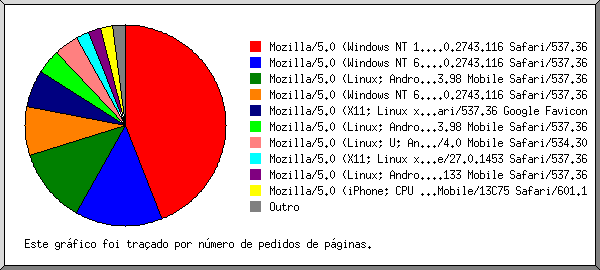 Mozilla/5.0 (Windows NT 1....0.2743.116 Safari/537.36
Mozilla/5.0 (Windows NT 6....0.2743.116 Safari/537.36
Mozilla/5.0 (Linux; Andro...3.98 Mobile Safari/537.36
Mozilla/5.0 (Windows NT 6....0.2743.116 Safari/537.36
Mozilla/5.0 (X11; Linux x...ari/537.36 Google Favicon
Mozilla/5.0 (Linux; Andro...3.98 Mobile Safari/537.36
Mozilla/5.0 (Linux; U; An.../4.0 Mobile Safari/534.30
Mozilla/5.0 (X11; Linux x...e/27.0.1453 Safari/537.36
Mozilla/5.0 (Linux; Andro....133 Mobile Safari/537.36
Mozilla/5.0 (iPhone; CPU ...Mobile/13C75 Safari/601.1
Outro
Este gráfico foi traçado por número de pedidos de páginas.